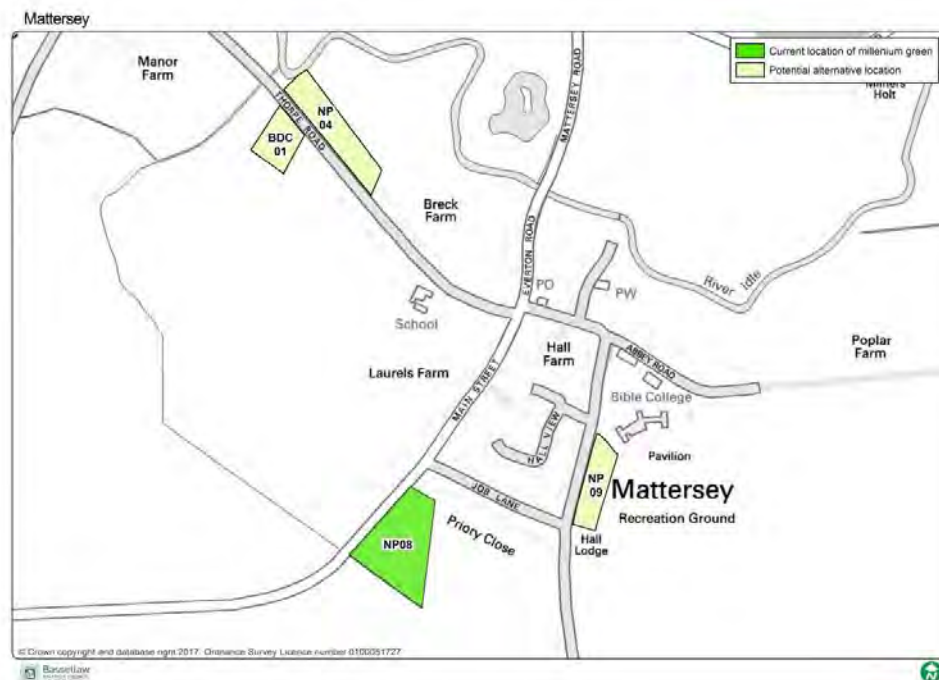 Mattersey
Manor
Farm
Current location of millenium green
Potential alternative location
Holt
THORPE ROAD
NP
04
BDC
01
MATTERSEY ROAD
Breck
Farm
EVERTON ROAD
River Idle
PO
PW
School
Hall
Farm
Poplar
Farm
ABBEY ROAD
Laurels Farm
MAIN STREET
Bible College
HALL VIEW
Pavilion
NP
09
Mattersey
Recreation Ground
JOB LANE
Priory Close
Hall
Lodge
NP08
© Crown copyright and database right 2017. Ordnance Survey Licence number 0100051727
Bassetlaw
DISTRICT COUNCIL
N